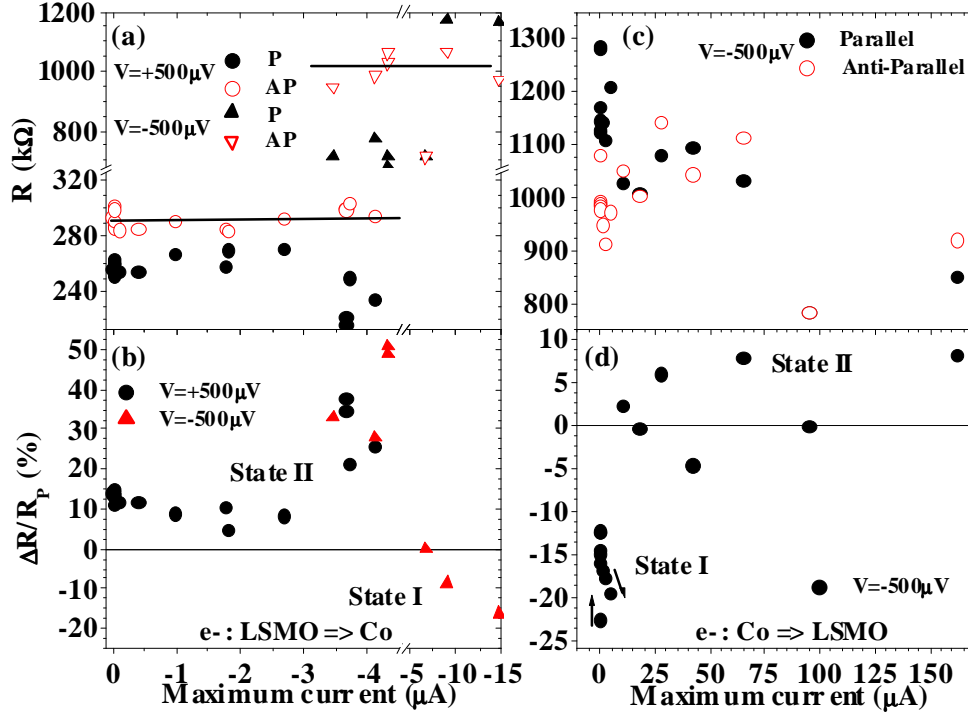 (a)
P
V=+500μV
AP
P
V=-500μV
AP
1200
1000
800
320
280
240
R (kΩ)
(c)
V=-500μV
Parallel
Anti-Parallel
1300
1200
1100
1000
900
800
(b)
V=+500μV
V=-500μV
State II
State I
e- : LSMO => Co
50
40
30
20
10
0
-10
-20
ΔR/R_P (%)
0
-1
-2
-3
-4
-5
-10
-15
Maximum current (μA)
(d)
State II
State I
V=-500μV
e- : Co => LSMO
10
5
0
-5
-10
-15
-20
-25
0
25
50
75
100
125
150
Maximum current (μA)